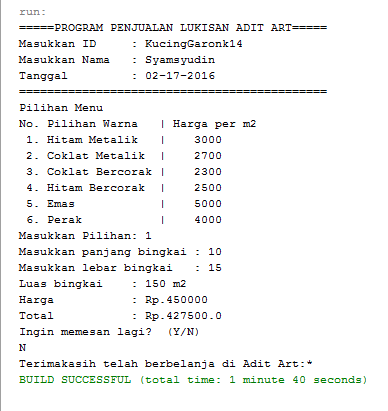 run:
=====PROGRAM PENJUALAN LUKISAN ADIT ART=====
Masukkan ID     : KucingGaronk14
Masukkan Nama   : Syamsyudin
Tanggal         : 02-17-2016
============================================
Pilihan Menu
No. Pilihan Warna   | Harga per m2
 1. Hitam Metalik   |    3000
 2. Coklat Metalik  |    2700
 3. Coklat Bercorak |    2300
 4. Hitam Bercorak  |    2500
 5. Emas            |    5000
 6. Perak           |    4000
Masukkan Pilihan: 1
Masukkan panjang bingkai : 10
Masukkan lebar bingkai   : 15
Luas bingkai    : 150 m2
Harga           : Rp.450000
Total           : Rp.427500.0
Ingin memesan lagi?  (Y/N)
N
Terimakasih telah berbelanja di Adit Art:*
BUILD SUCCESSFUL (total time: 1 minute 40 seconds)